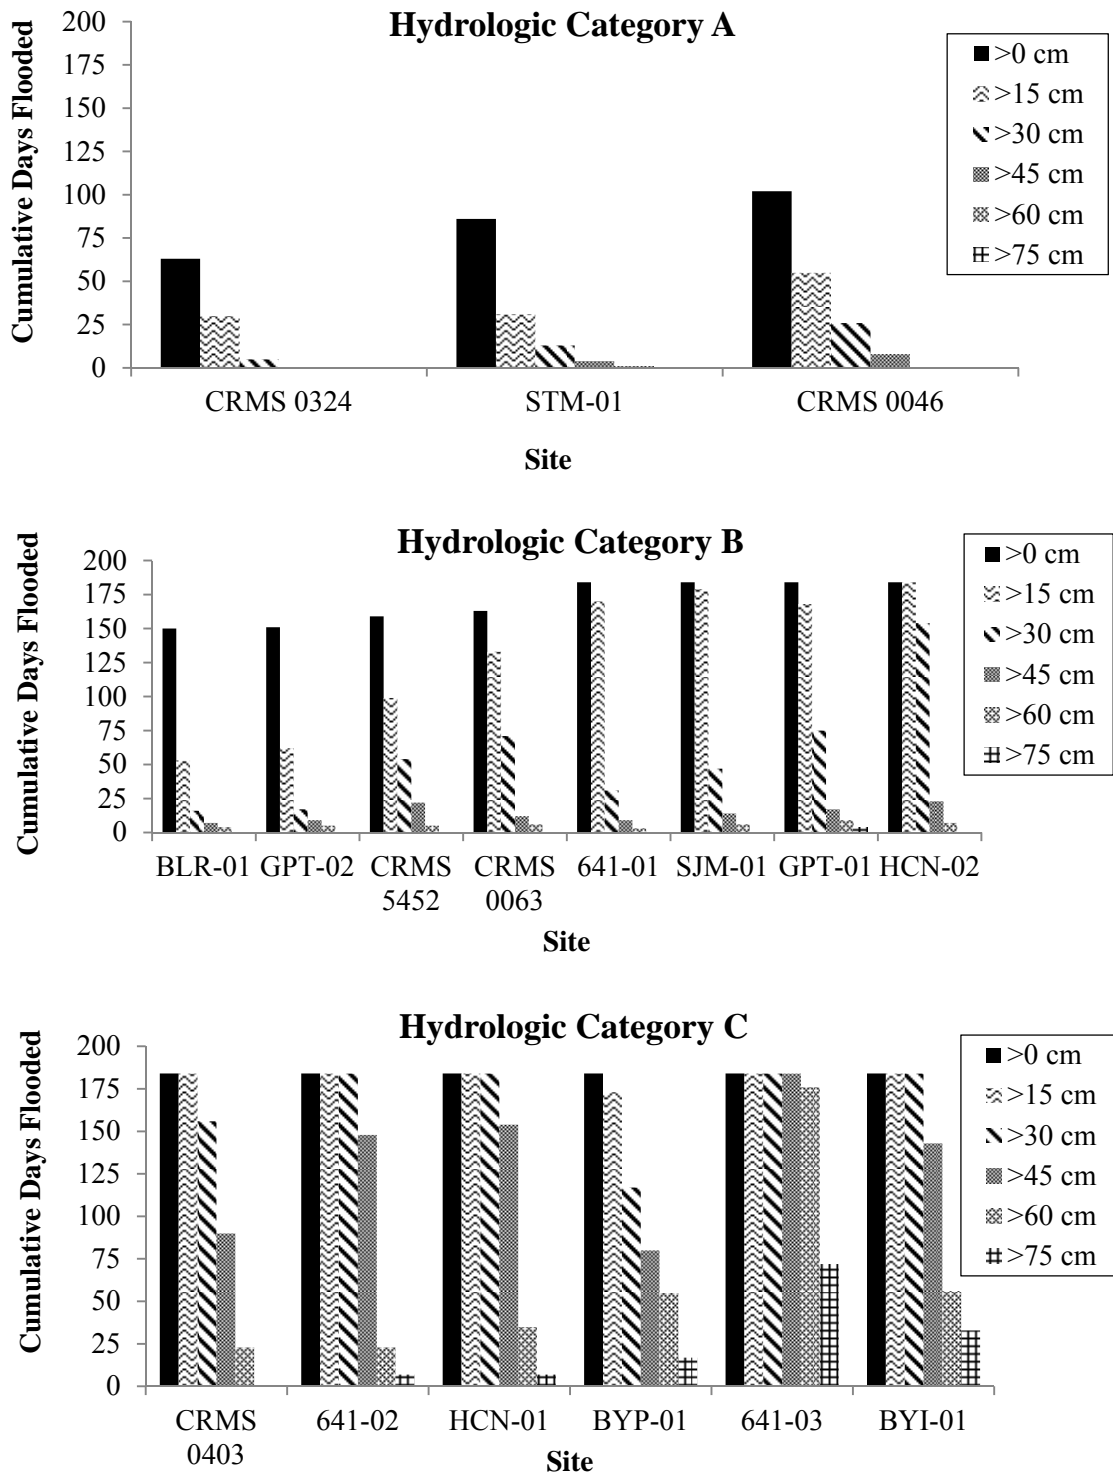 Hydrologic Category A
Cumulative Days Flooded
200
175
150
125
100
75
50
25
0
CRMS 0324
STM-01
CRMS 0046
Site
>0 cm
>15 cm
>30 cm
>45 cm
>60 cm
>75 cm
Hydrologic Category B
Cumulative Days Flooded
200
175
150
125
100
75
50
25
0
BLR-01
GPT-02
CRMS
5452
CRMS
0063
641-01
SJM-01
GPT-01
HCN-02
Site
>0 cm
>15 cm
>30 cm
>45 cm
>60 cm
>75 cm
Hydrologic Category C
Cumulative Days Flooded
200
175
150
125
100
75
50
25
0
CRMS
0403
641-02
HCN-01
BYP-01
641-03
BYI-01
Site
>0 cm
>15 cm
>30 cm
>45 cm
>60 cm
>75 cm